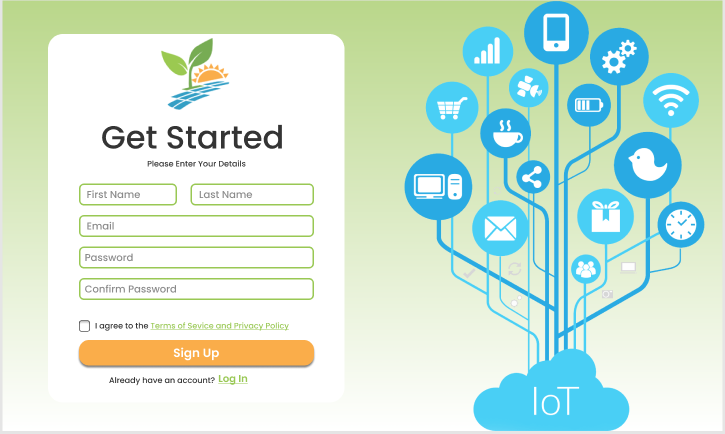 Get Started
Please Enter Your Details
First Name Last Name
Email
Password
Confirm Password
I agree to the Terms of Sevice and Privacy Policy
Sign Up
Already have an account? Log In
IoT